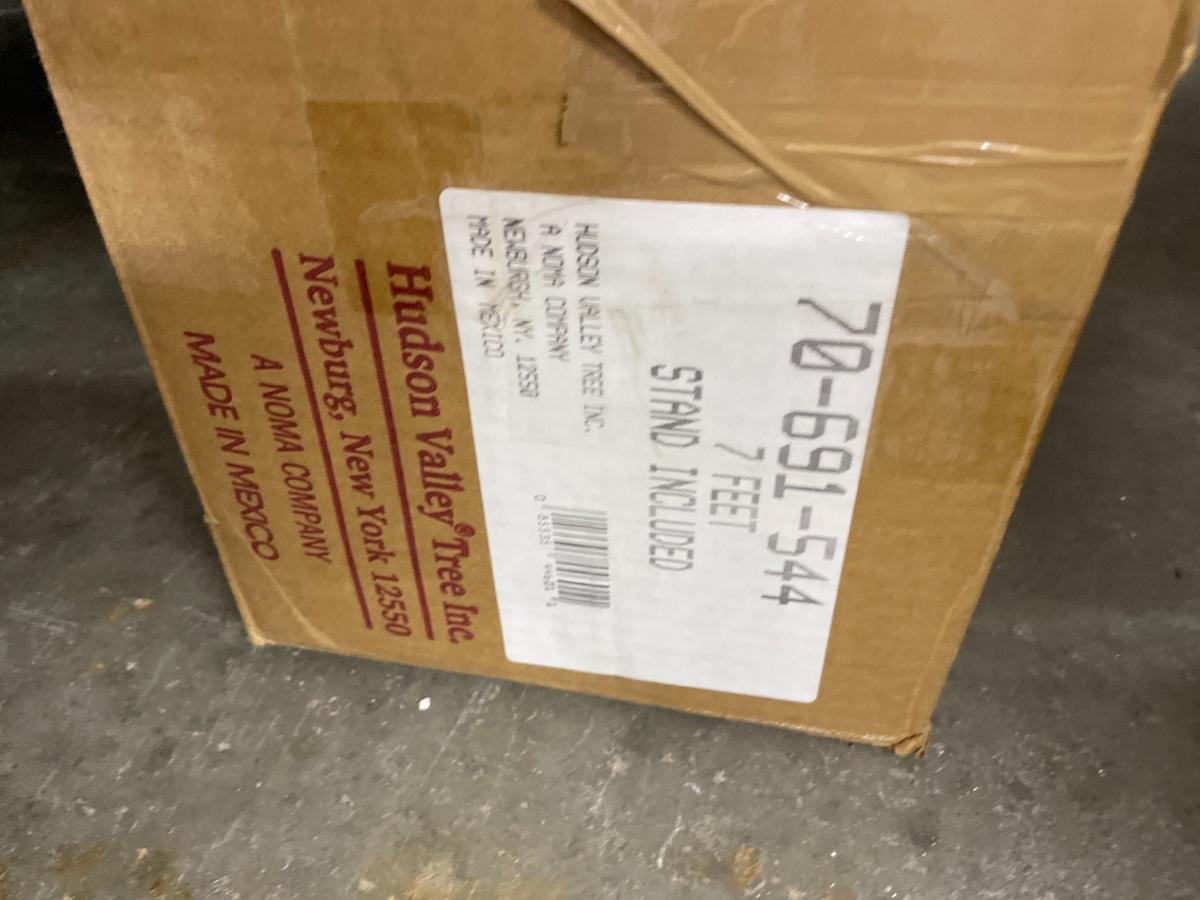 70-691-544
7 FEET
STAND INCLUDED
HUDSON VALLEY TREE INC.
A NOMA COMPANY
NEWBURGH, NY. 12550
MADE IN MEXICO
Hudson Valley® Tree Inc.
Newburg, New York 12550
A NOMA COMPANY
MADE IN MEXICO